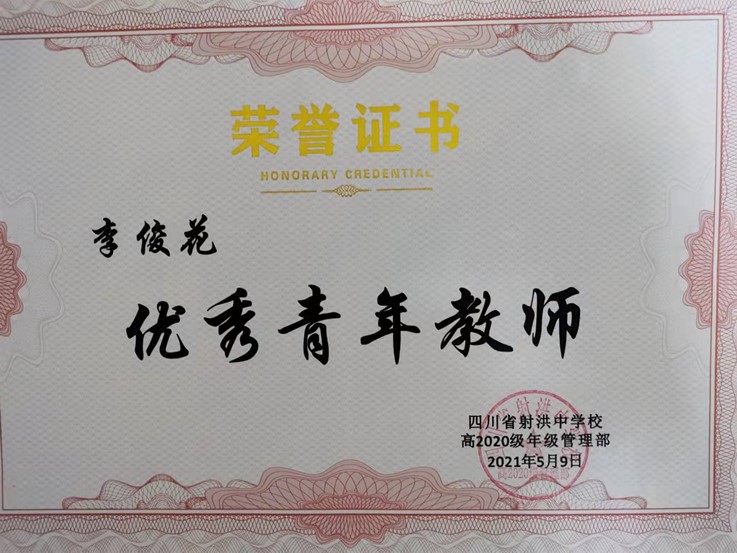 荣誉证书
HONORARY CREDENTIAL
李俊花
优秀青年教师
四川省射洪中学校
高2020级年级管理部
2021年5月9日